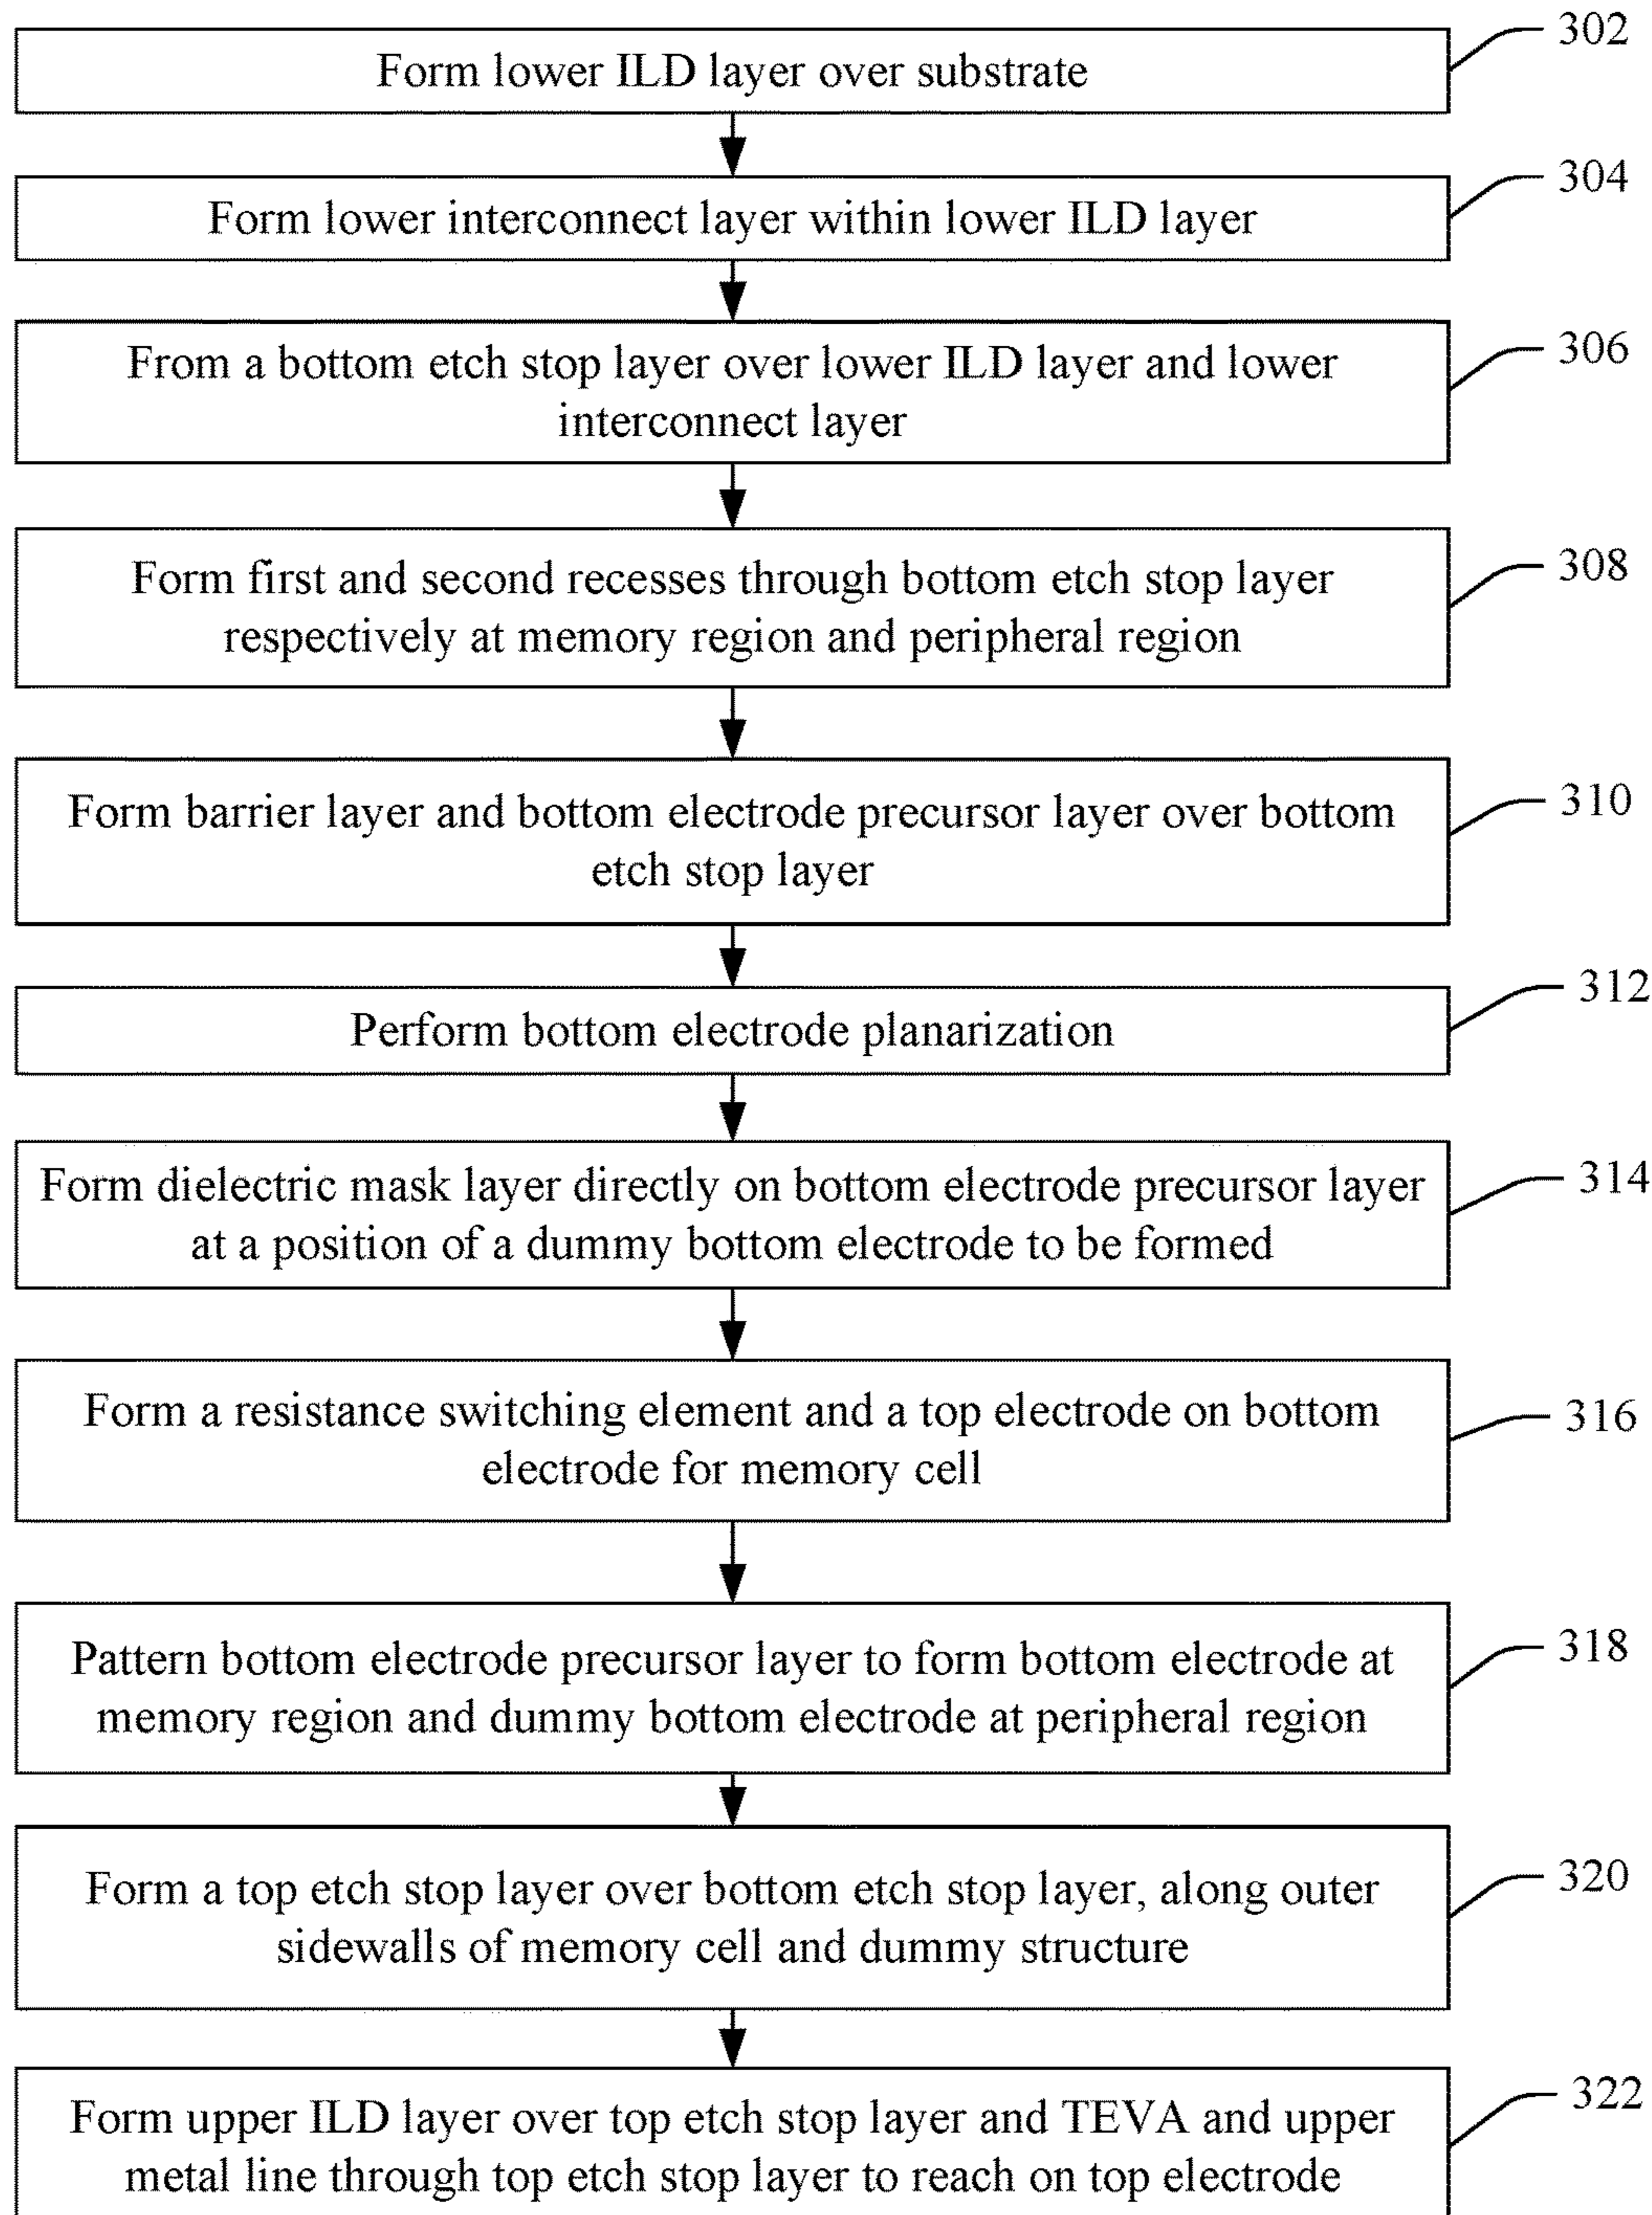 302
Form lower ILD layer over substrate
304
Form lower interconnect layer within lower ILD layer
306
From a bottom etch stop layer over lower ILD layer and lower
interconnect layer
308
Form first and second recesses through bottom etch stop layer
respectively at memory region and peripheral region
310
Form barrier layer and bottom electrode precursor layer over bottom
etch stop layer
312
Perform bottom electrode planarization
314
Form dielectric mask layer directly on bottom electrode precursor layer
at a position of a dummy bottom electrode to be formed
316
Form a resistance switching element and a top electrode on bottom
electrode for memory cell
318
Pattern bottom electrode precursor layer to form bottom electrode at
memory region and dummy bottom electrode at peripheral region
320
Form a top etch stop layer over bottom etch stop layer, along outer
sidewalls of memory cell and dummy structure
322
Form upper ILD layer over top etch stop layer and TEVA and upper
metal line through top etch stop layer to reach on top electrode